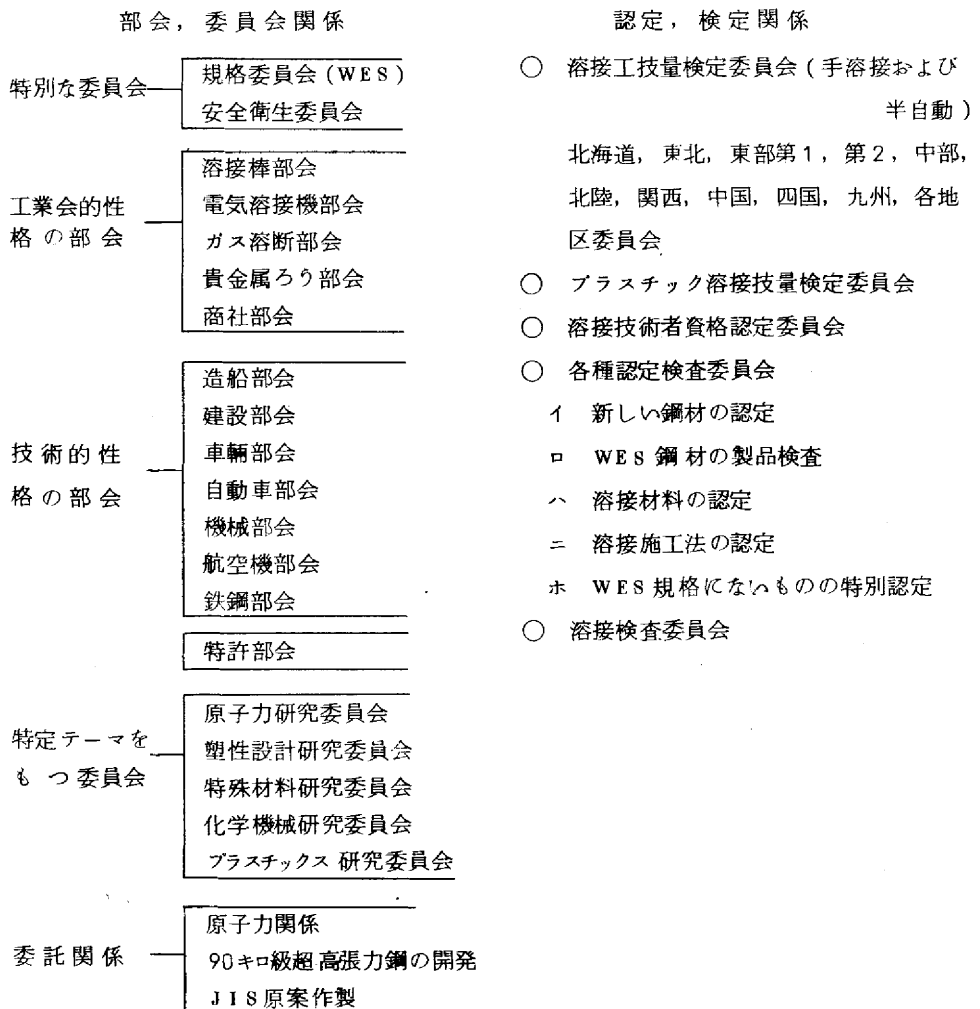 部会，委員会関係
特別な委員会
規格委員会（WES）
安全衛生委員会
工業会的性
格の部会
溶接棒部会
電気溶接機部会
ガス溶断部会
貴金属ろう部会
商社部会
技術的性
格の部会
造船部会
建設部会
車輛部会
自動車部会
機械部会
航空機部会
鉄鋼部会
特許部会
特定テーマを
もつ委員会
原子力研究委員会
塑性設計研究委員会
特殊材料研究委員会
化学機械研究委員会
プラスチックス研究委員会
委託関係
原子力関係
90キロ級超高張力鋼の開発
JIS原案作製
認定，検定関係
○ 溶接工技量検定委員会（手溶接および
半自動）
北海道，東北，東部第1，第2，中部，
北陸，関西，中国，四国，九州，各地
区委員会
○ プラスチック溶接技量検定委員会
○ 溶接技術者資格認定委員会
○ 各種認定検査委員会
イ 新しい鋼材の認定
ロ WES鋼材の製品検査
ハ 溶接材料の認定
ニ 溶接施工法の認定
ホ WES規格にないものの特別認定
○ 溶接検査委員会